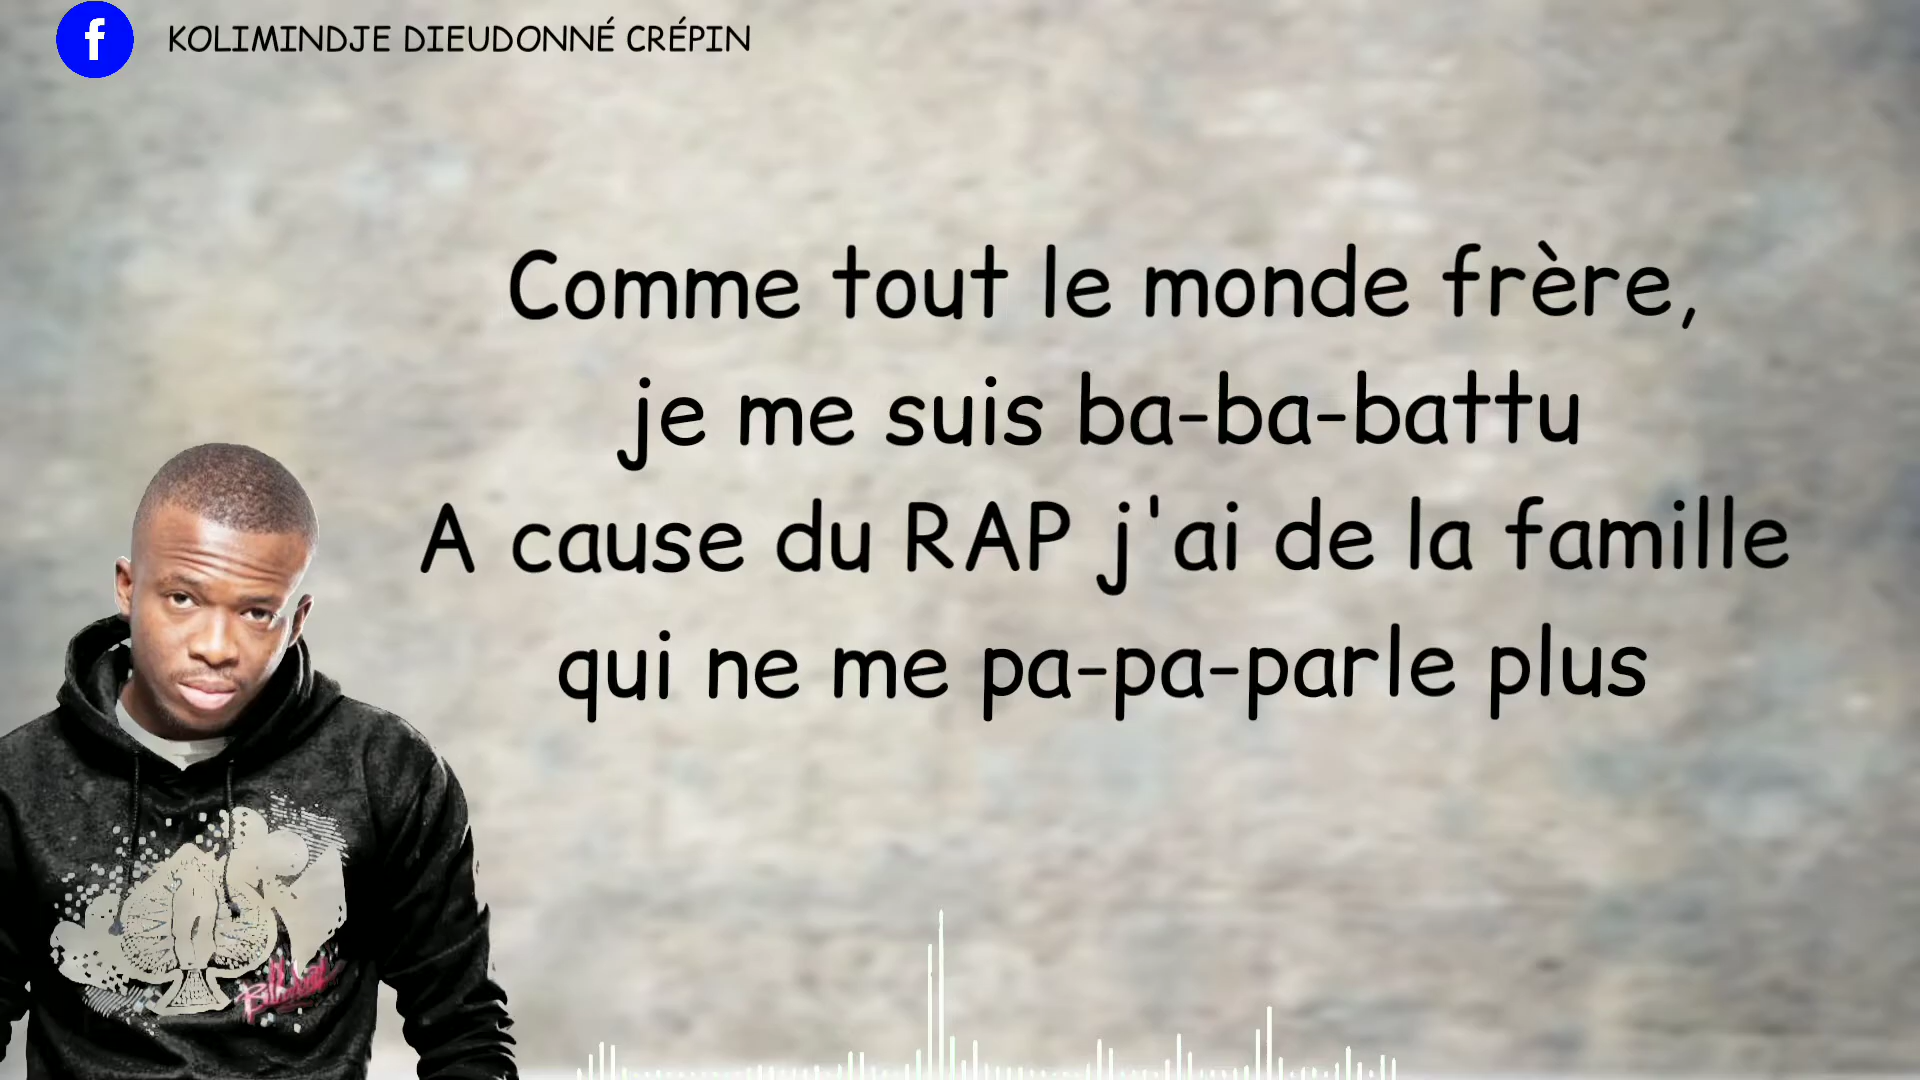 f KOLIMINDJE DIEUDONNÉ CRÉPIN
Comme tout le monde frère,
je me suis ba-ba-battu
A cause du RAP j'ai de la famille
qui ne me pa-pa-parle plus